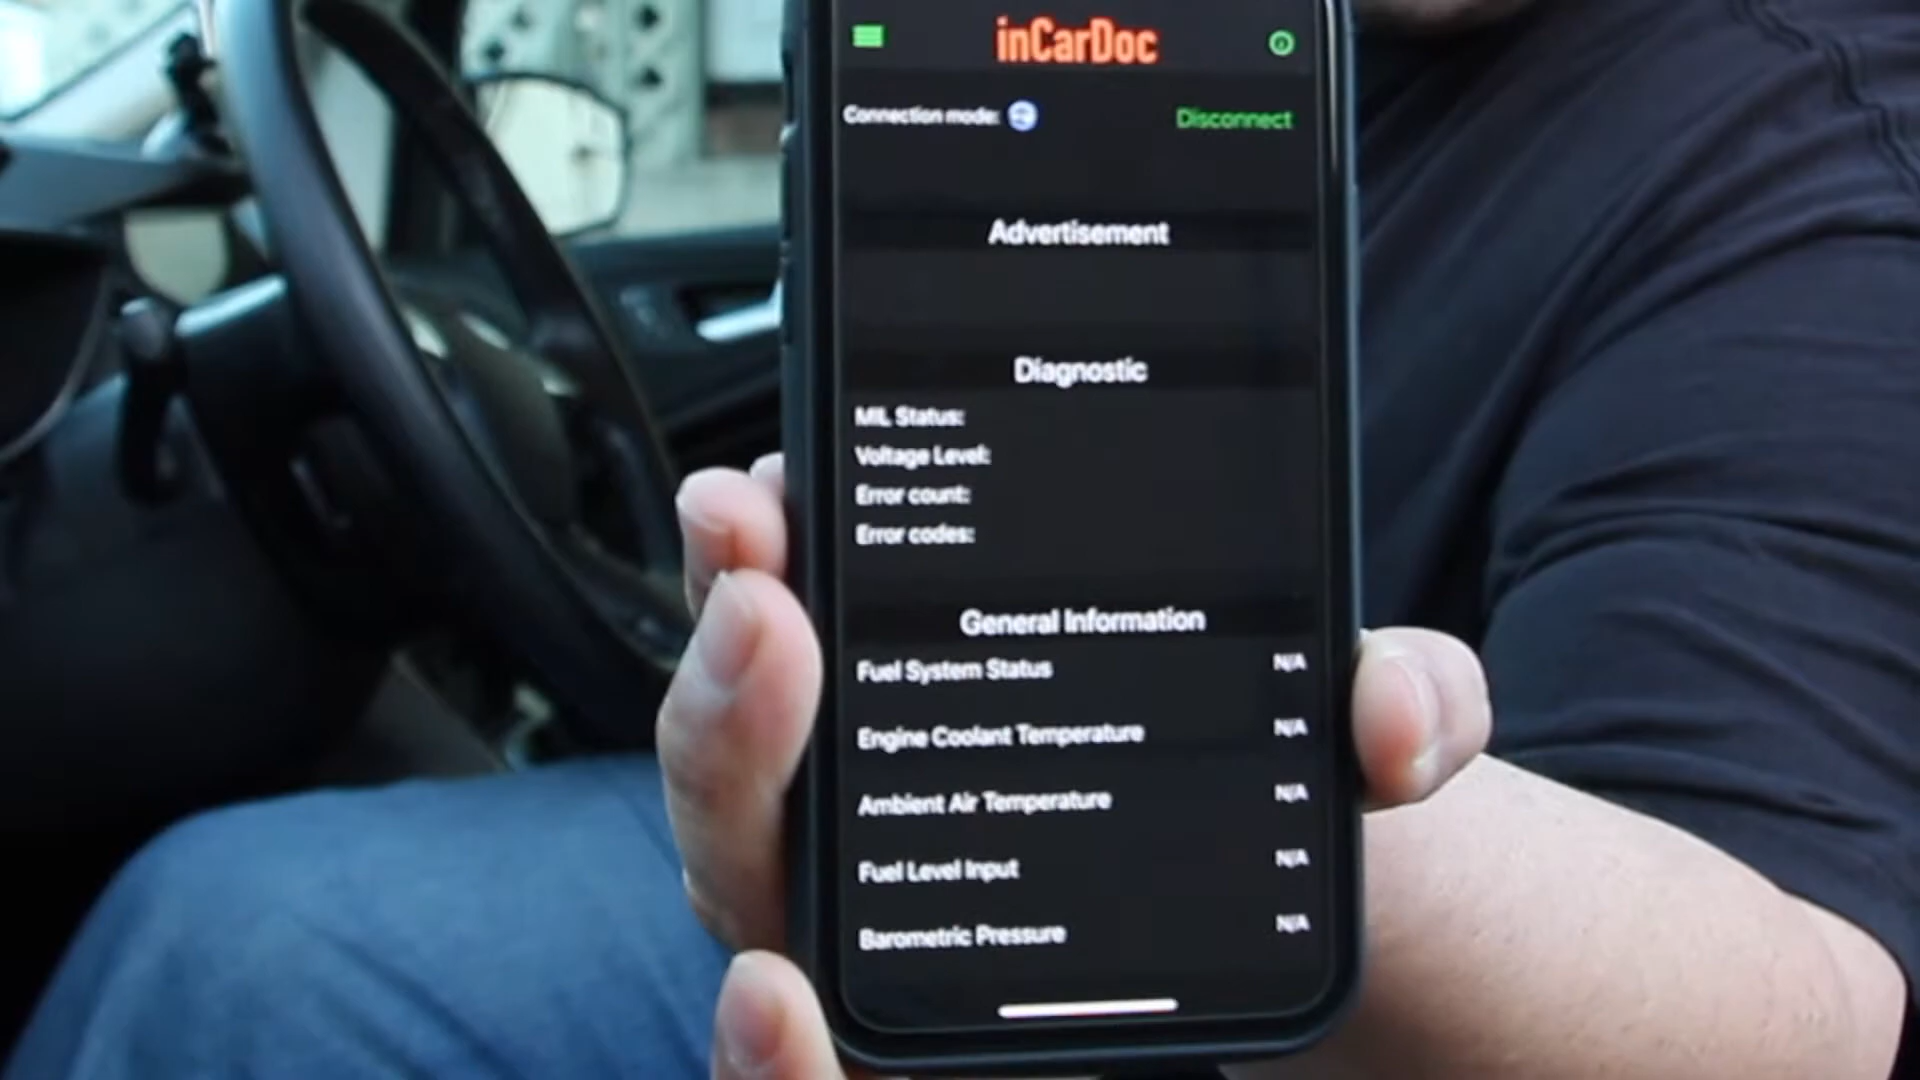 inCarDoc
Connection mode:
Disconnect
Advertisement
Diagnostic
MIL Status:
Voltage Level:
Error count:
Error codes:
General Information
Fuel System Status N/A
Engine Coolant Temperature N/A
Ambient Air Temperature N/A
Fuel Level Input N/A
Barometric Pressure N/A